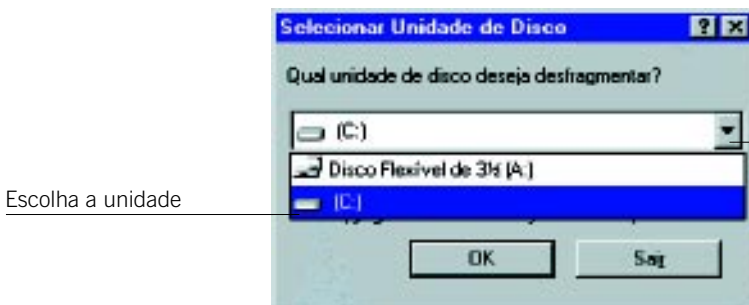 Selecionar Unidade de Disco
Qual unidade de disco deseja desfragmentar?
(C:)
Disco Flexível de 3½ (A:)
Escolha a unidade
(C:)
OK
Sair